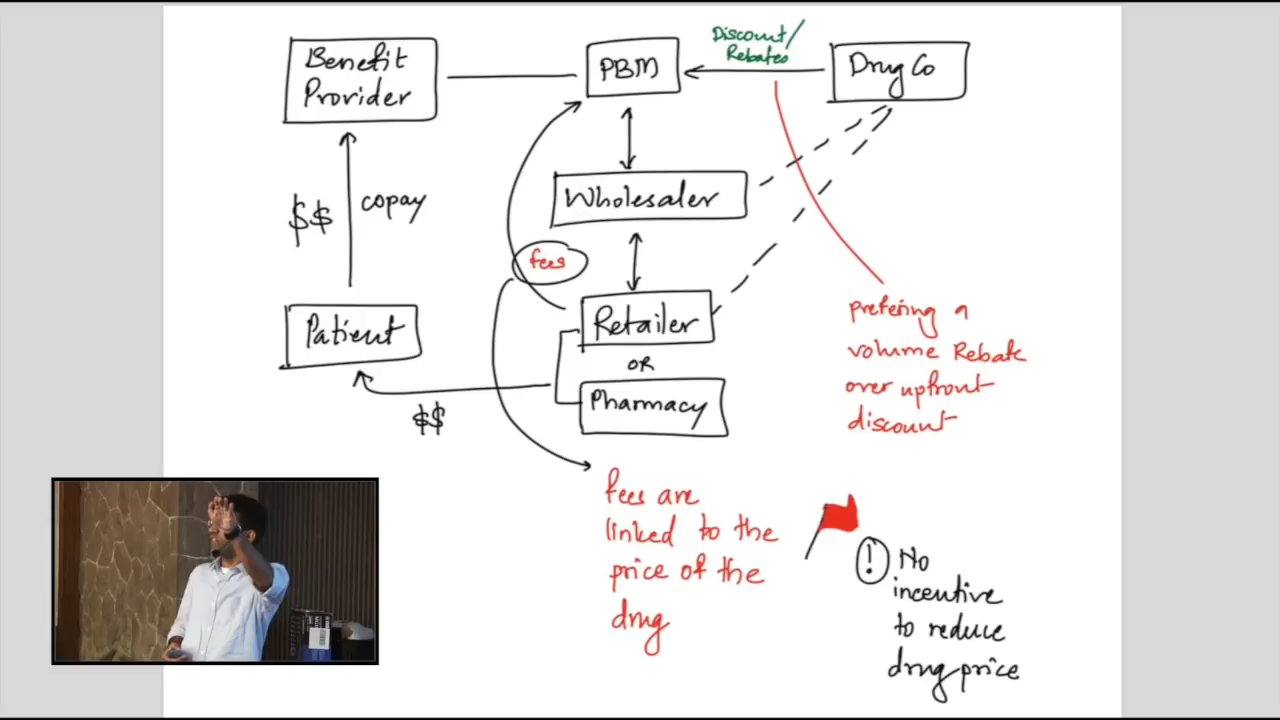 Benefit
Provider
PBM
Discount/
Rebates
Drug Co
$$
copay
Wholesaler
fees
Patient
Retailer
OR
Pharmacy
$$
prefering a
volume Rebate
over upfront
discount
fees are
linked to the
price of the
drug
!
No
incentive
to reduce
drug price